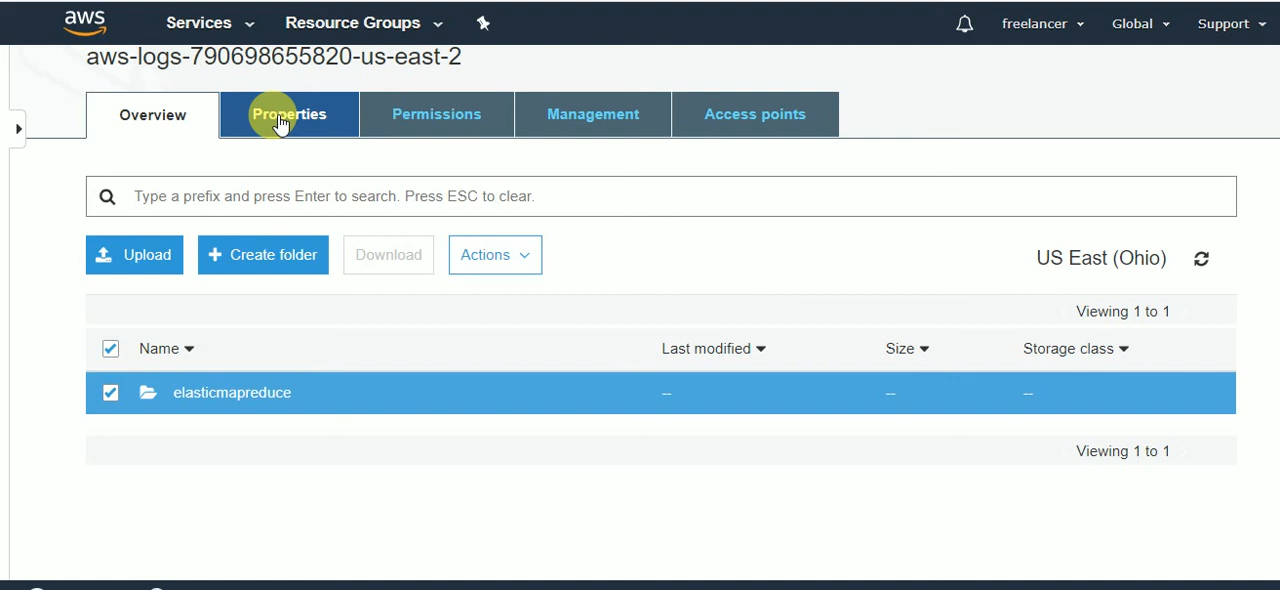 aws Services Resource Groups freelancer Global Support
aws-logs-790698655820-us-east-2
Overview Properties Permissions Management Access points
Type a prefix and press Enter to search. Press ESC to clear.
Upload + Create folder Download Actions US East (Ohio)
Viewing 1 to 1
Name Last modified Size Storage class
elasticmapreduce -- -- --
Viewing 1 to 1